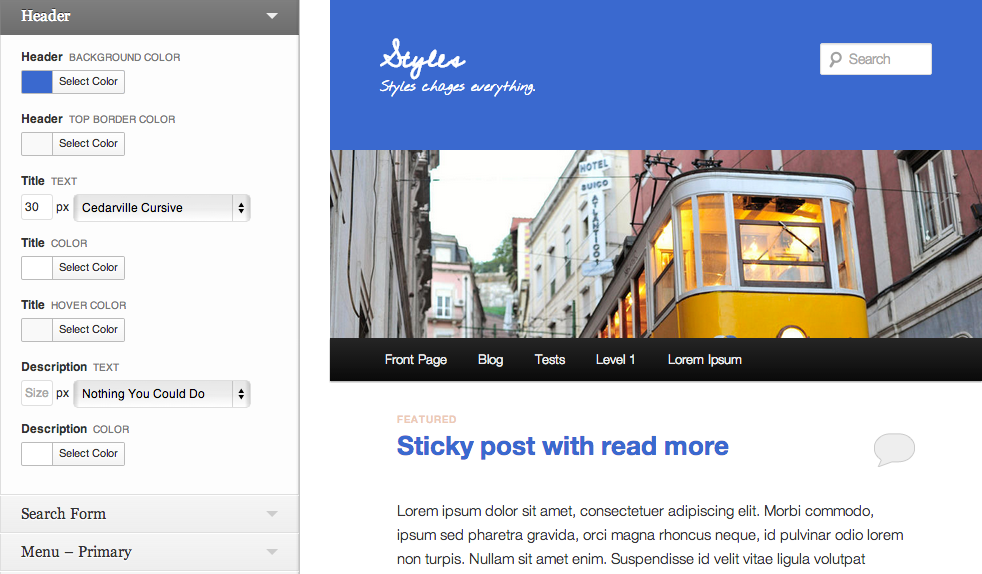 Header
Header BACKGROUND COLOR
Select Color
Header TOP BORDER COLOR
Select Color
Title TEXT
30 px Cedarville Cursive
Title COLOR
Select Color
Title HOVER COLOR
Select Color
Description TEXT
Size px Nothing You Could Do
Description COLOR
Select Color
Search Form
Menu – Primary
Styles
Styles chages everything.
Search
HOTEL
SUIÇO
ATLANTICO
Front Page Blog Tests Level 1 Lorem Ipsum
FEATURED
Sticky post with read more
Lorem ipsum dolor sit amet, consectetuer adipiscing elit. Morbi commodo,
ipsum sed pharetra gravida, orci magna rhoncus neque, id pulvinar odio lorem
non turpis. Nullam sit amet enim. Suspendisse id velit vitae ligula volutpat